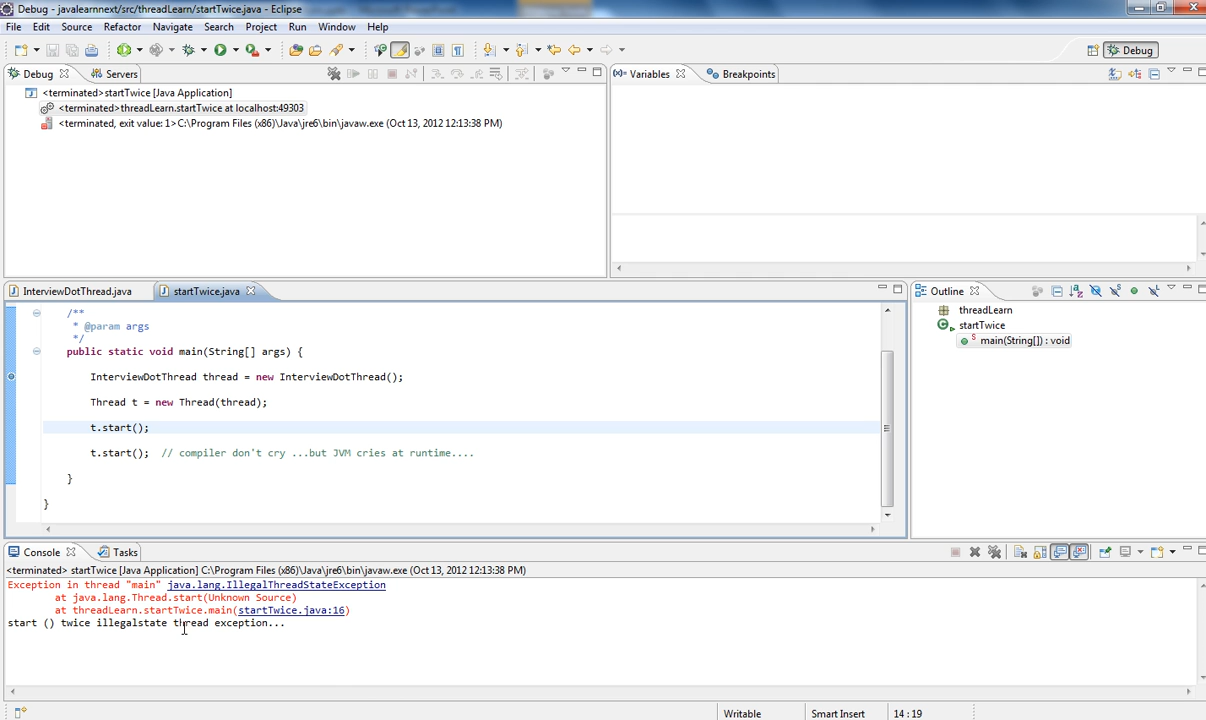 Debug - javalearnnext/src/threadLearn/startTwice.java - Eclipse
File Edit Source Refactor Navigate Search Project Run Window Help
Debug
Debug Servers
(x)= Variables Breakpoints
<terminated>startTwice [Java Application]
<terminated>threadLearn.startTwice at localhost:49303
<terminated, exit value: 1>C:\Program Files (x86)\Java\jre6\bin\javaw.exe (Oct 13, 2012 12:13:38 PM)
InterviewDotThread.java startTwice.java
Outline
/**
* @param args
*/
public static void main(String[] args) {
InterviewDotThread thread = new InterviewDotThread();
Thread t = new Thread(thread);
t.start();
t.start(); // compiler don't cry ...but JVM cries at runtime....
}
}
threadLearn
startTwice
main(String[]) : void
Console Tasks
<terminated> startTwice [Java Application] C:\Program Files (x86)\Java\jre6\bin\javaw.exe (Oct 13, 2012 12:13:38 PM)
Exception in thread "main" java.lang.IllegalThreadStateException
at java.lang.Thread.start(Unknown Source)
at threadLearn.startTwice.main(startTwice.java:16)
start () twice illegalstate thread exception...
Writable Smart Insert 14 : 19